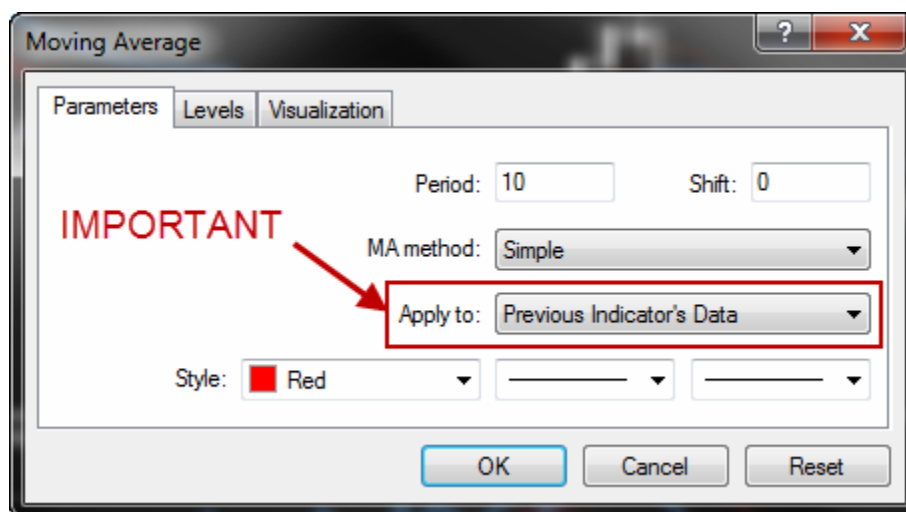 Moving Average
?
X
Parameters Levels Visualization
Period: 10 Shift: 0
IMPORTANT
MA method: Simple
Apply to: Previous Indicator's Data
Style: Red
OK Cancel Reset